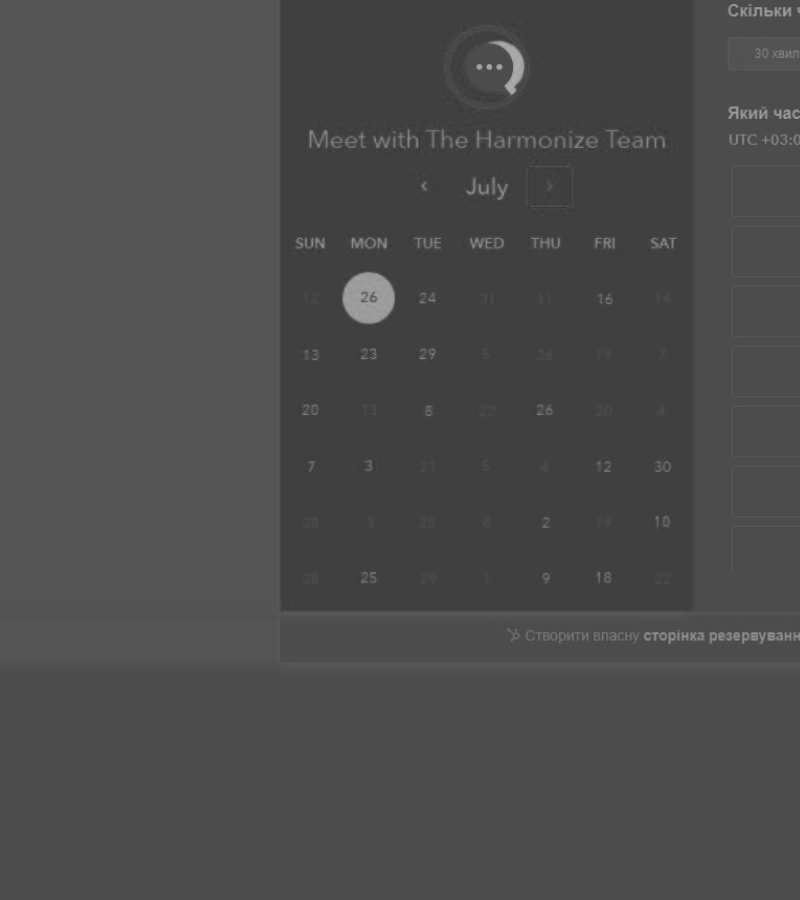 Скільки
30 хвил
Який час
UTC +03:0
Meet with The Harmonize Team
July
SUN MON TUE WED THU FRI SAT
12 26 24 31 11 16 14
13 23 29 5 26 19 7
20 13 8 22 26 20 4
7 3 21 5 4 12 30
28 3 25 8 2 19 10
28 25 29 1 9 18 22
Створити власну сторінка резервуванн